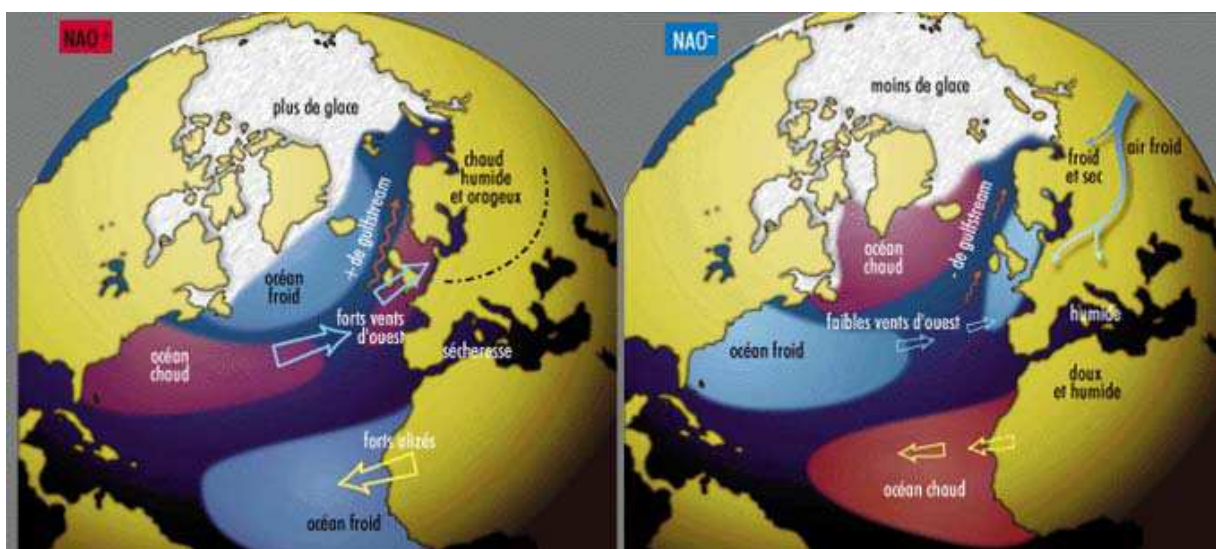 NAO+
plus de glace
chaud
humide
et orageux
+ de gulfstream
océan
froid
forts vents
d'ouest
océan
chaud
sécheresse
forts alizés
océan froid
NAO-
moins de glace
froid
et sec
air froid
- de gulfstream
océan
chaud
faibles vents d'ouest
humide
océan froid
doux
et humide
océan chaud